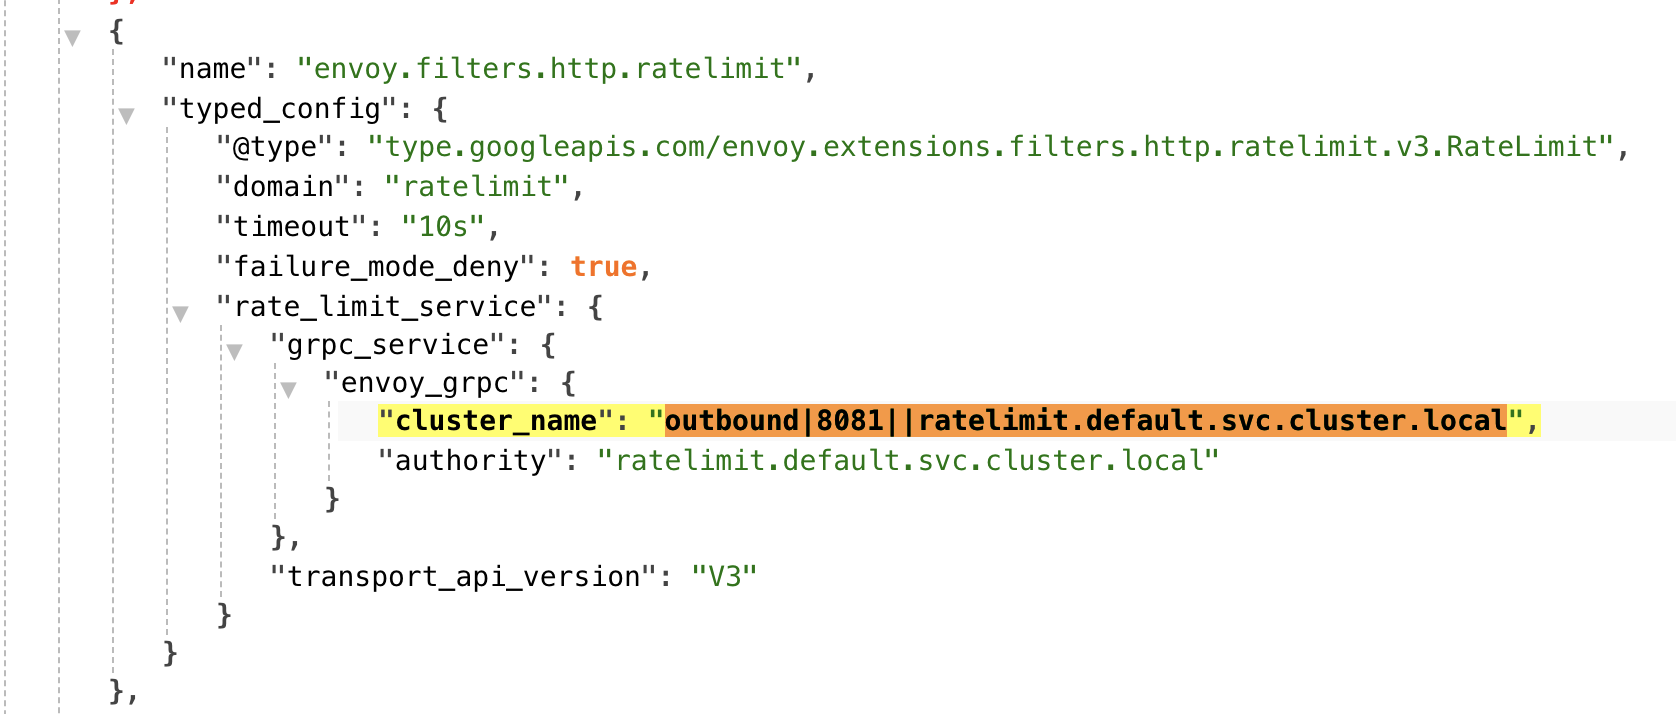 {
"name": "envoy.filters.http.ratelimit",
"typed_config": {
"@type": "type.googleapis.com/envoy.extensions.filters.http.ratelimit.v3.RateLimit",
"domain": "ratelimit",
"timeout": "10s",
"failure_mode_deny": true,
"rate_limit_service": {
"grpc_service": {
"envoy_grpc": {
"cluster_name": "outbound|8081||ratelimit.default.svc.cluster.local",
"authority": "ratelimit.default.svc.cluster.local"
}
},
"transport_api_version": "V3"
}
}
},